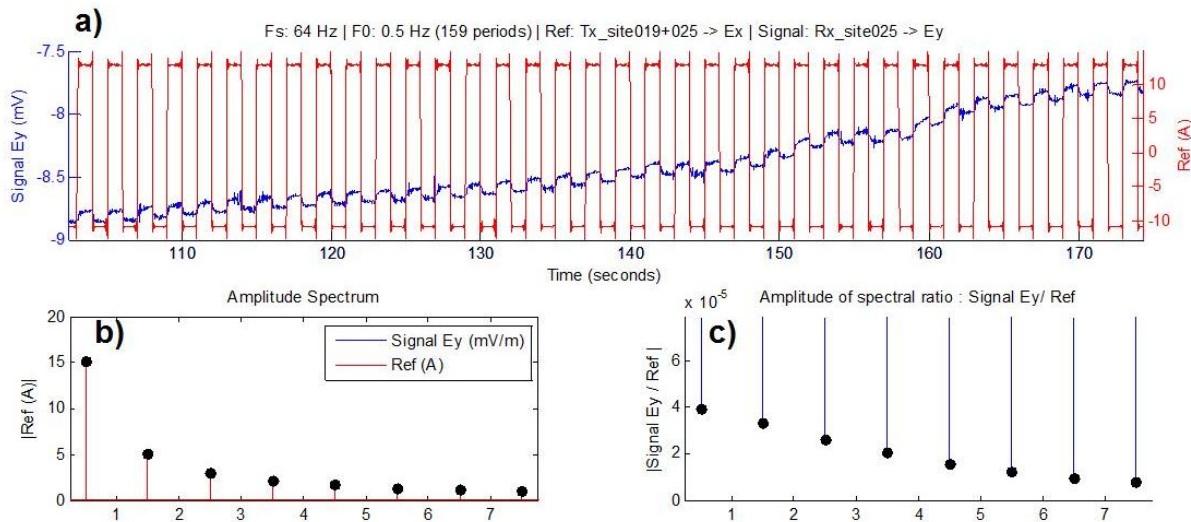 a)
Fs: 64 Hz | F0: 0.5 Hz (159 periods) | Ref: Tx_site019+025 -> Ex | Signal: Rx_site025 -> Ey
-7.5
-8
-8.5
-9
Signal Ey (mV)
10
5
0
-5
-10
Ref (A)
110 120 130 140 150 160 170
Time (seconds)
b)
Amplitude Spectrum
20
15
10
5
0
|Ref (A)|
Signal Ey (mV/m)
Ref (A)
1 2 3 4 5 6 7
c)
x 10-5
Amplitude of spectral ratio : Signal Ey/ Ref
6
4
2
0
|Signal Ey / Ref |
1 2 3 4 5 6 7